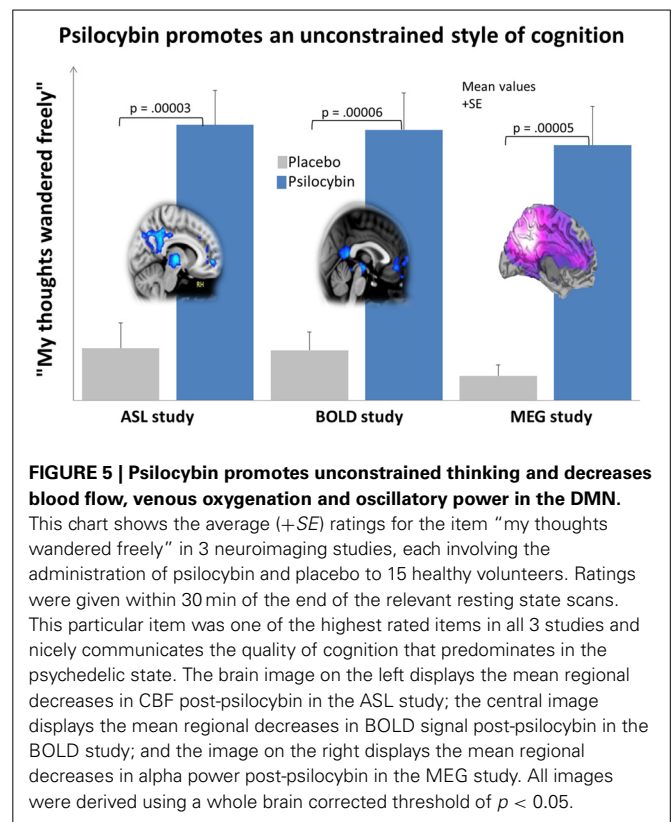 Psilocybin promotes an unconstrained style of cognition
"My thoughts wandered freely"
p = .00003
p = .00006
Mean values
+SE
p = .00005
Placebo
Psilocybin
RH
ASL study
BOLD study
MEG study
FIGURE 5 | Psilocybin promotes unconstrained thinking and decreases
blood flow, venous oxygenation and oscillatory power in the DMN.
This chart shows the average (+SE) ratings for the item “my thoughts
wandered freely” in 3 neuroimaging studies, each involving the
administration of psilocybin and placebo to 15 healthy volunteers. Ratings
were given within 30 min of the end of the relevant resting state scans.
This particular item was one of the highest rated items in all 3 studies and
nicely communicates the quality of cognition that predominates in the
psychedelic state. The brain image on the left displays the mean regional
decreases in CBF post-psilocybin in the ASL study; the central image
displays the mean regional decreases in BOLD signal post-psilocybin in the
BOLD study; and the image on the right displays the mean regional
decreases in alpha power post-psilocybin in the MEG study. All images
were derived using a whole brain corrected threshold of p < 0.05.